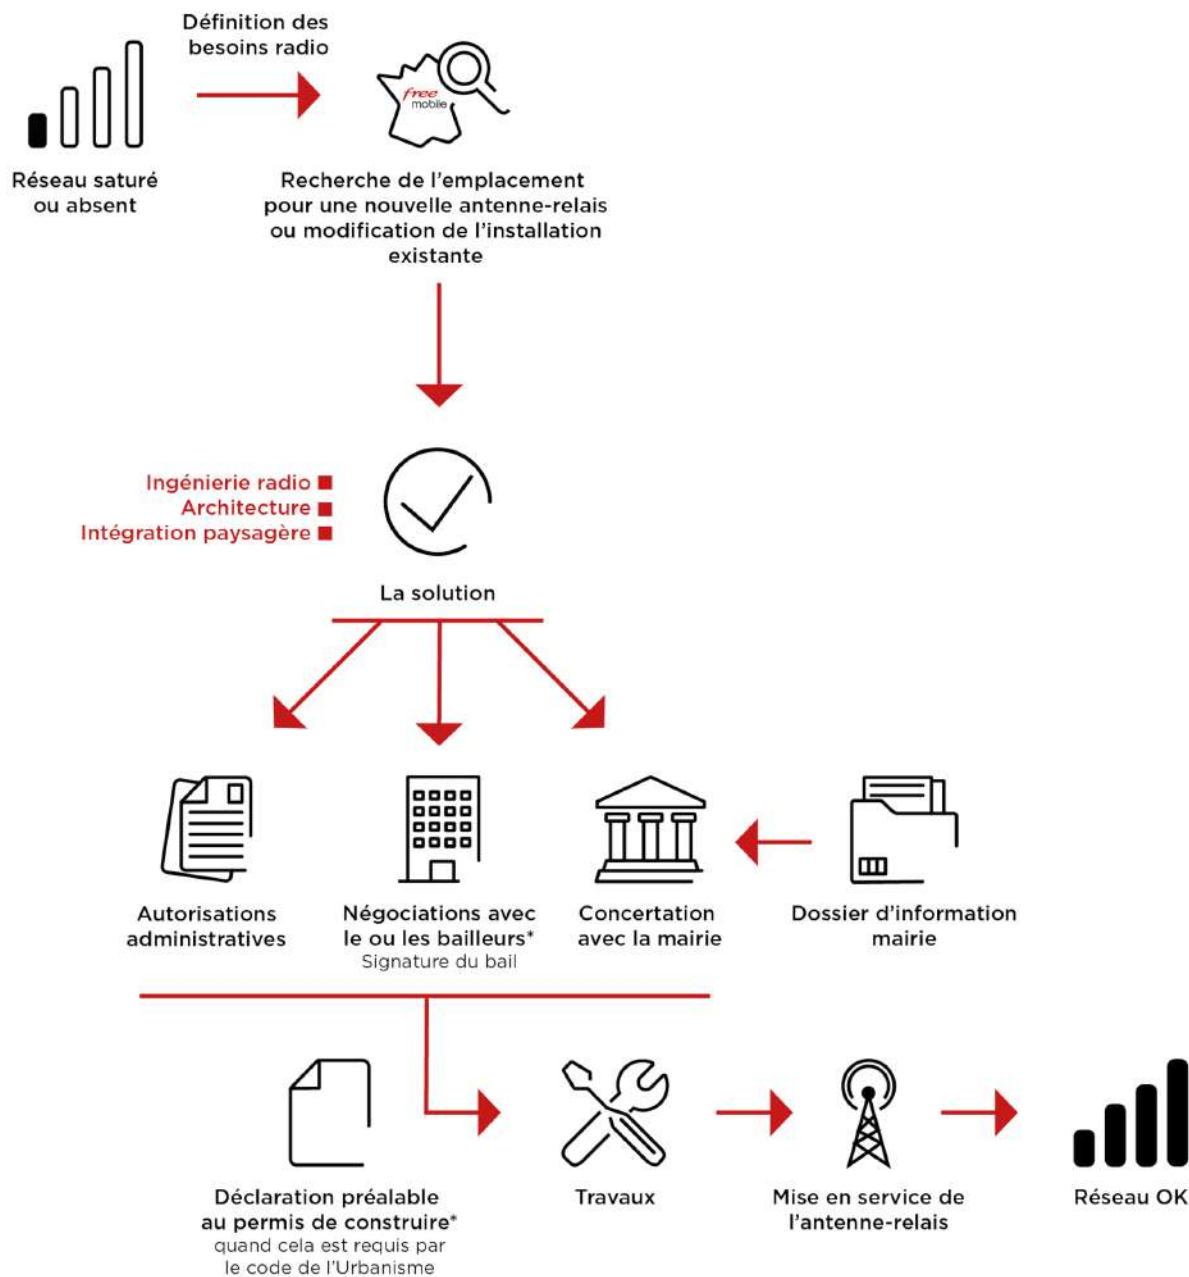 Définition des
besoins radio
free
mobile
Réseau saturé
ou absent
Recherche de l'emplacement
pour une nouvelle antenne-relais
ou modification de l'installation
existante
Ingénierie radio
Architecture
Intégration paysagère
La solution
Autorisations
administratives
Négociations avec
le ou les bailleurs*
Signature du bail
Concertation
avec la mairie
Dossier d'information
mairie
Déclaration préalable
au permis de construire*
quand cela est requis par
le code de l'Urbanisme
Travaux
Mise en service de
l'antenne-relais
Réseau OK